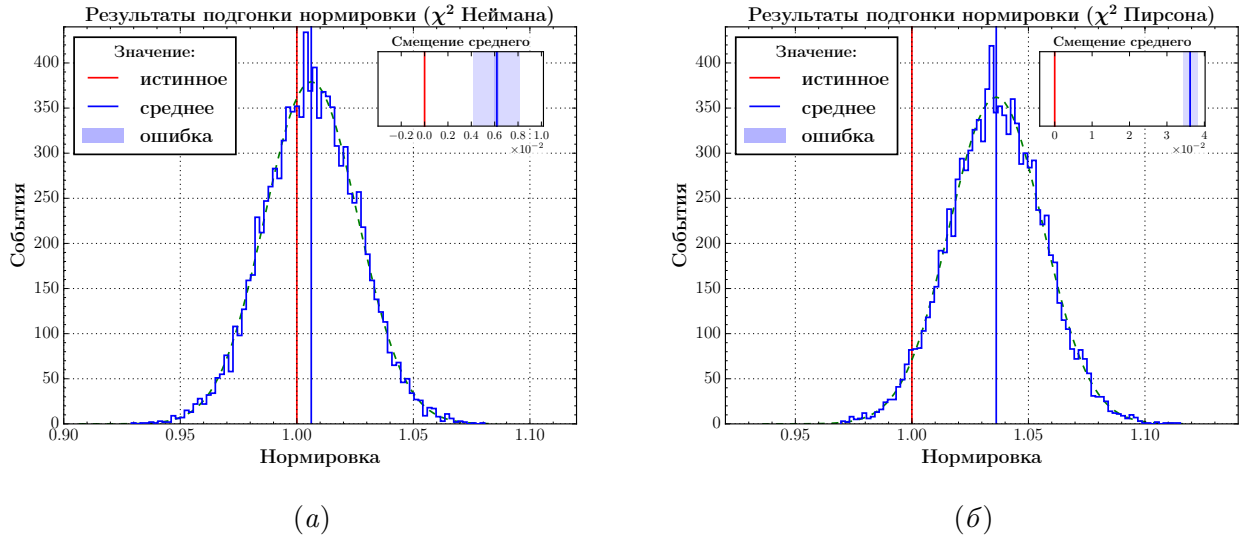 Результаты подгонки нормировки (χ² Неймана)
Значение:
истинное
среднее
ошибка
Смещение среднего
−0.2 0.0 0.2 0.4 0.6 0.8 1.0
×10⁻²
События
400
350
300
250
200
150
100
50
0
0.90 0.95 1.00 1.05 1.10
Нормировка
(а)
Результаты подгонки нормировки (χ² Пирсона)
Значение:
истинное
среднее
ошибка
Смещение среднего
0 1 2 3 4
×10⁻²
События
400
350
300
250
200
150
100
50
0
0.95 1.00 1.05 1.10
Нормировка
(б)